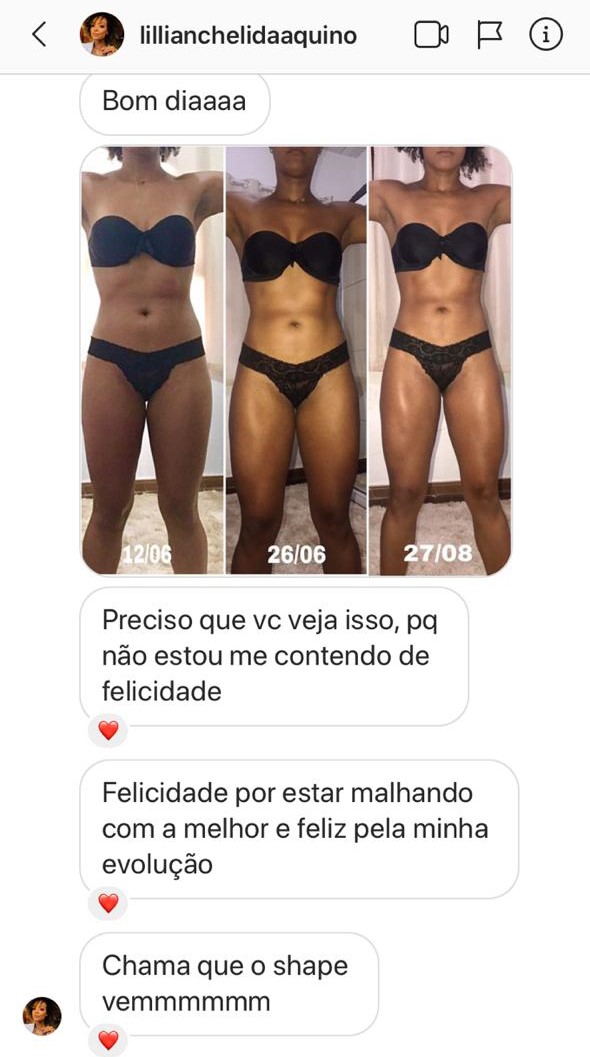 lillianchelidaaquino
Bom diaaaa
12/06
26/06
27/08
Preciso que vc veja isso, pq
não estou me contendo de
felicidade
Felicidade por estar malhando
com a melhor e feliz pela minha
evolução
Chama que o shape
vemmmmmm